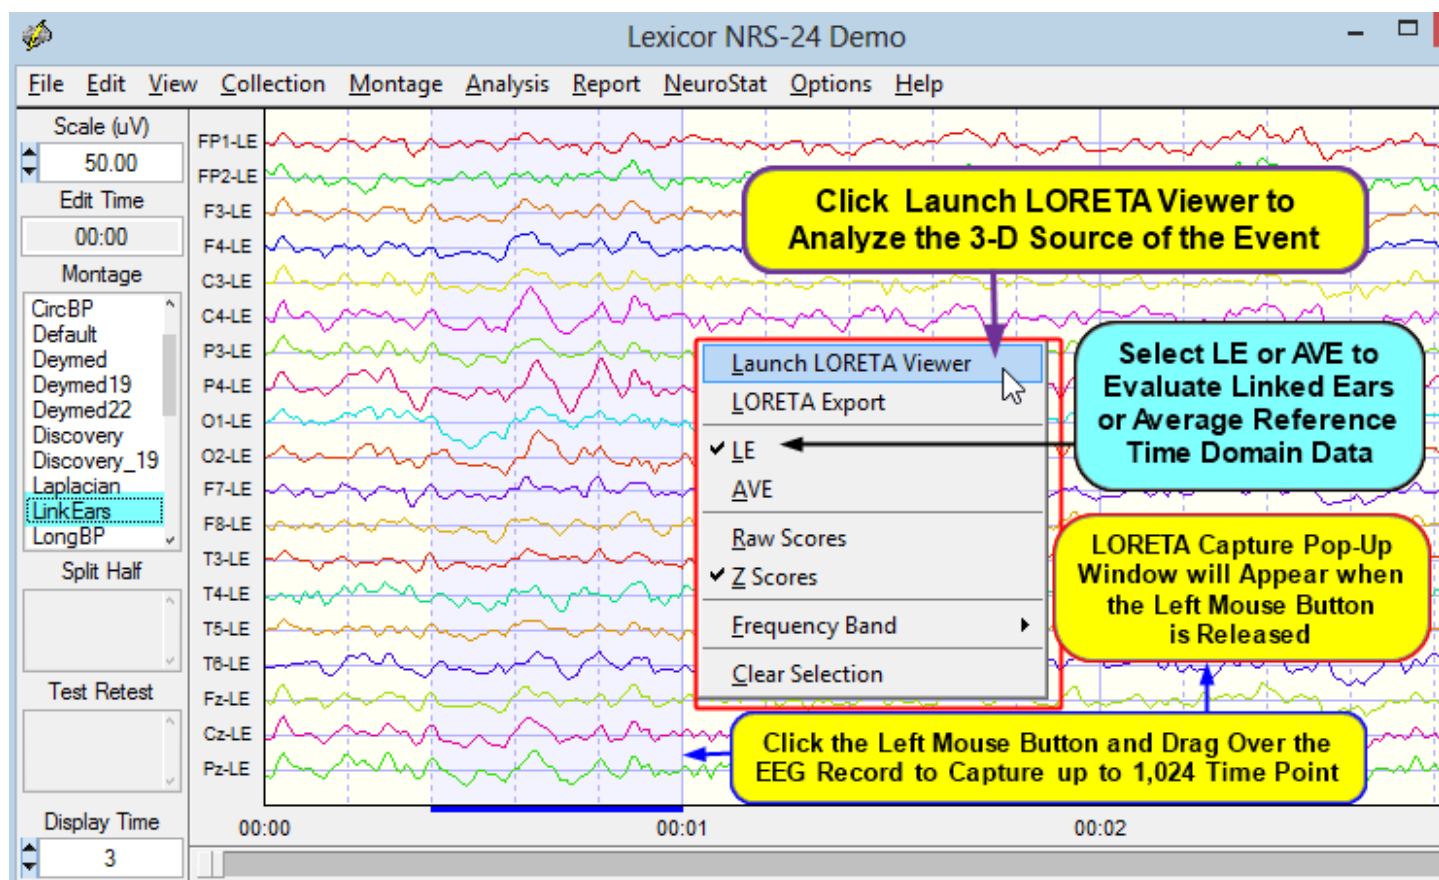 Lexicor NRS-24 Demo
File Edit View Collection Montage Analysis Report NeuroStat Options Help
Scale (uV)
50.00
Edit Time
00:00
Montage
CircBP
Default
Deymed
Deymed19
Deymed22
Discovery
Discovery_19
Laplacian
LinkEars
LongBP
Split Half
Test Retest
Display Time
3
FP1-LE
FP2-LE
F3-LE
F4-LE
C3-LE
C4-LE
P3-LE
P4-LE
O1-LE
O2-LE
F7-LE
F8-LE
T3-LE
T4-LE
T5-LE
T6-LE
Fz-LE
Cz-LE
Pz-LE
Click Launch LORETA Viewer to
Analyze the 3-D Source of the Event
Launch LORETA Viewer
LORETA Export
LE
AVE
Raw Scores
Z Scores
Frequency Band
Clear Selection
Select LE or AVE to
Evaluate Linked Ears
or Average Reference
Time Domain Data
LORETA Capture Pop-Up
Window will Appear when
the Left Mouse Button
is Released
Click the Left Mouse Button and Drag Over the
EEG Record to Capture up to 1,024 Time Point
00:00 00:01 00:02